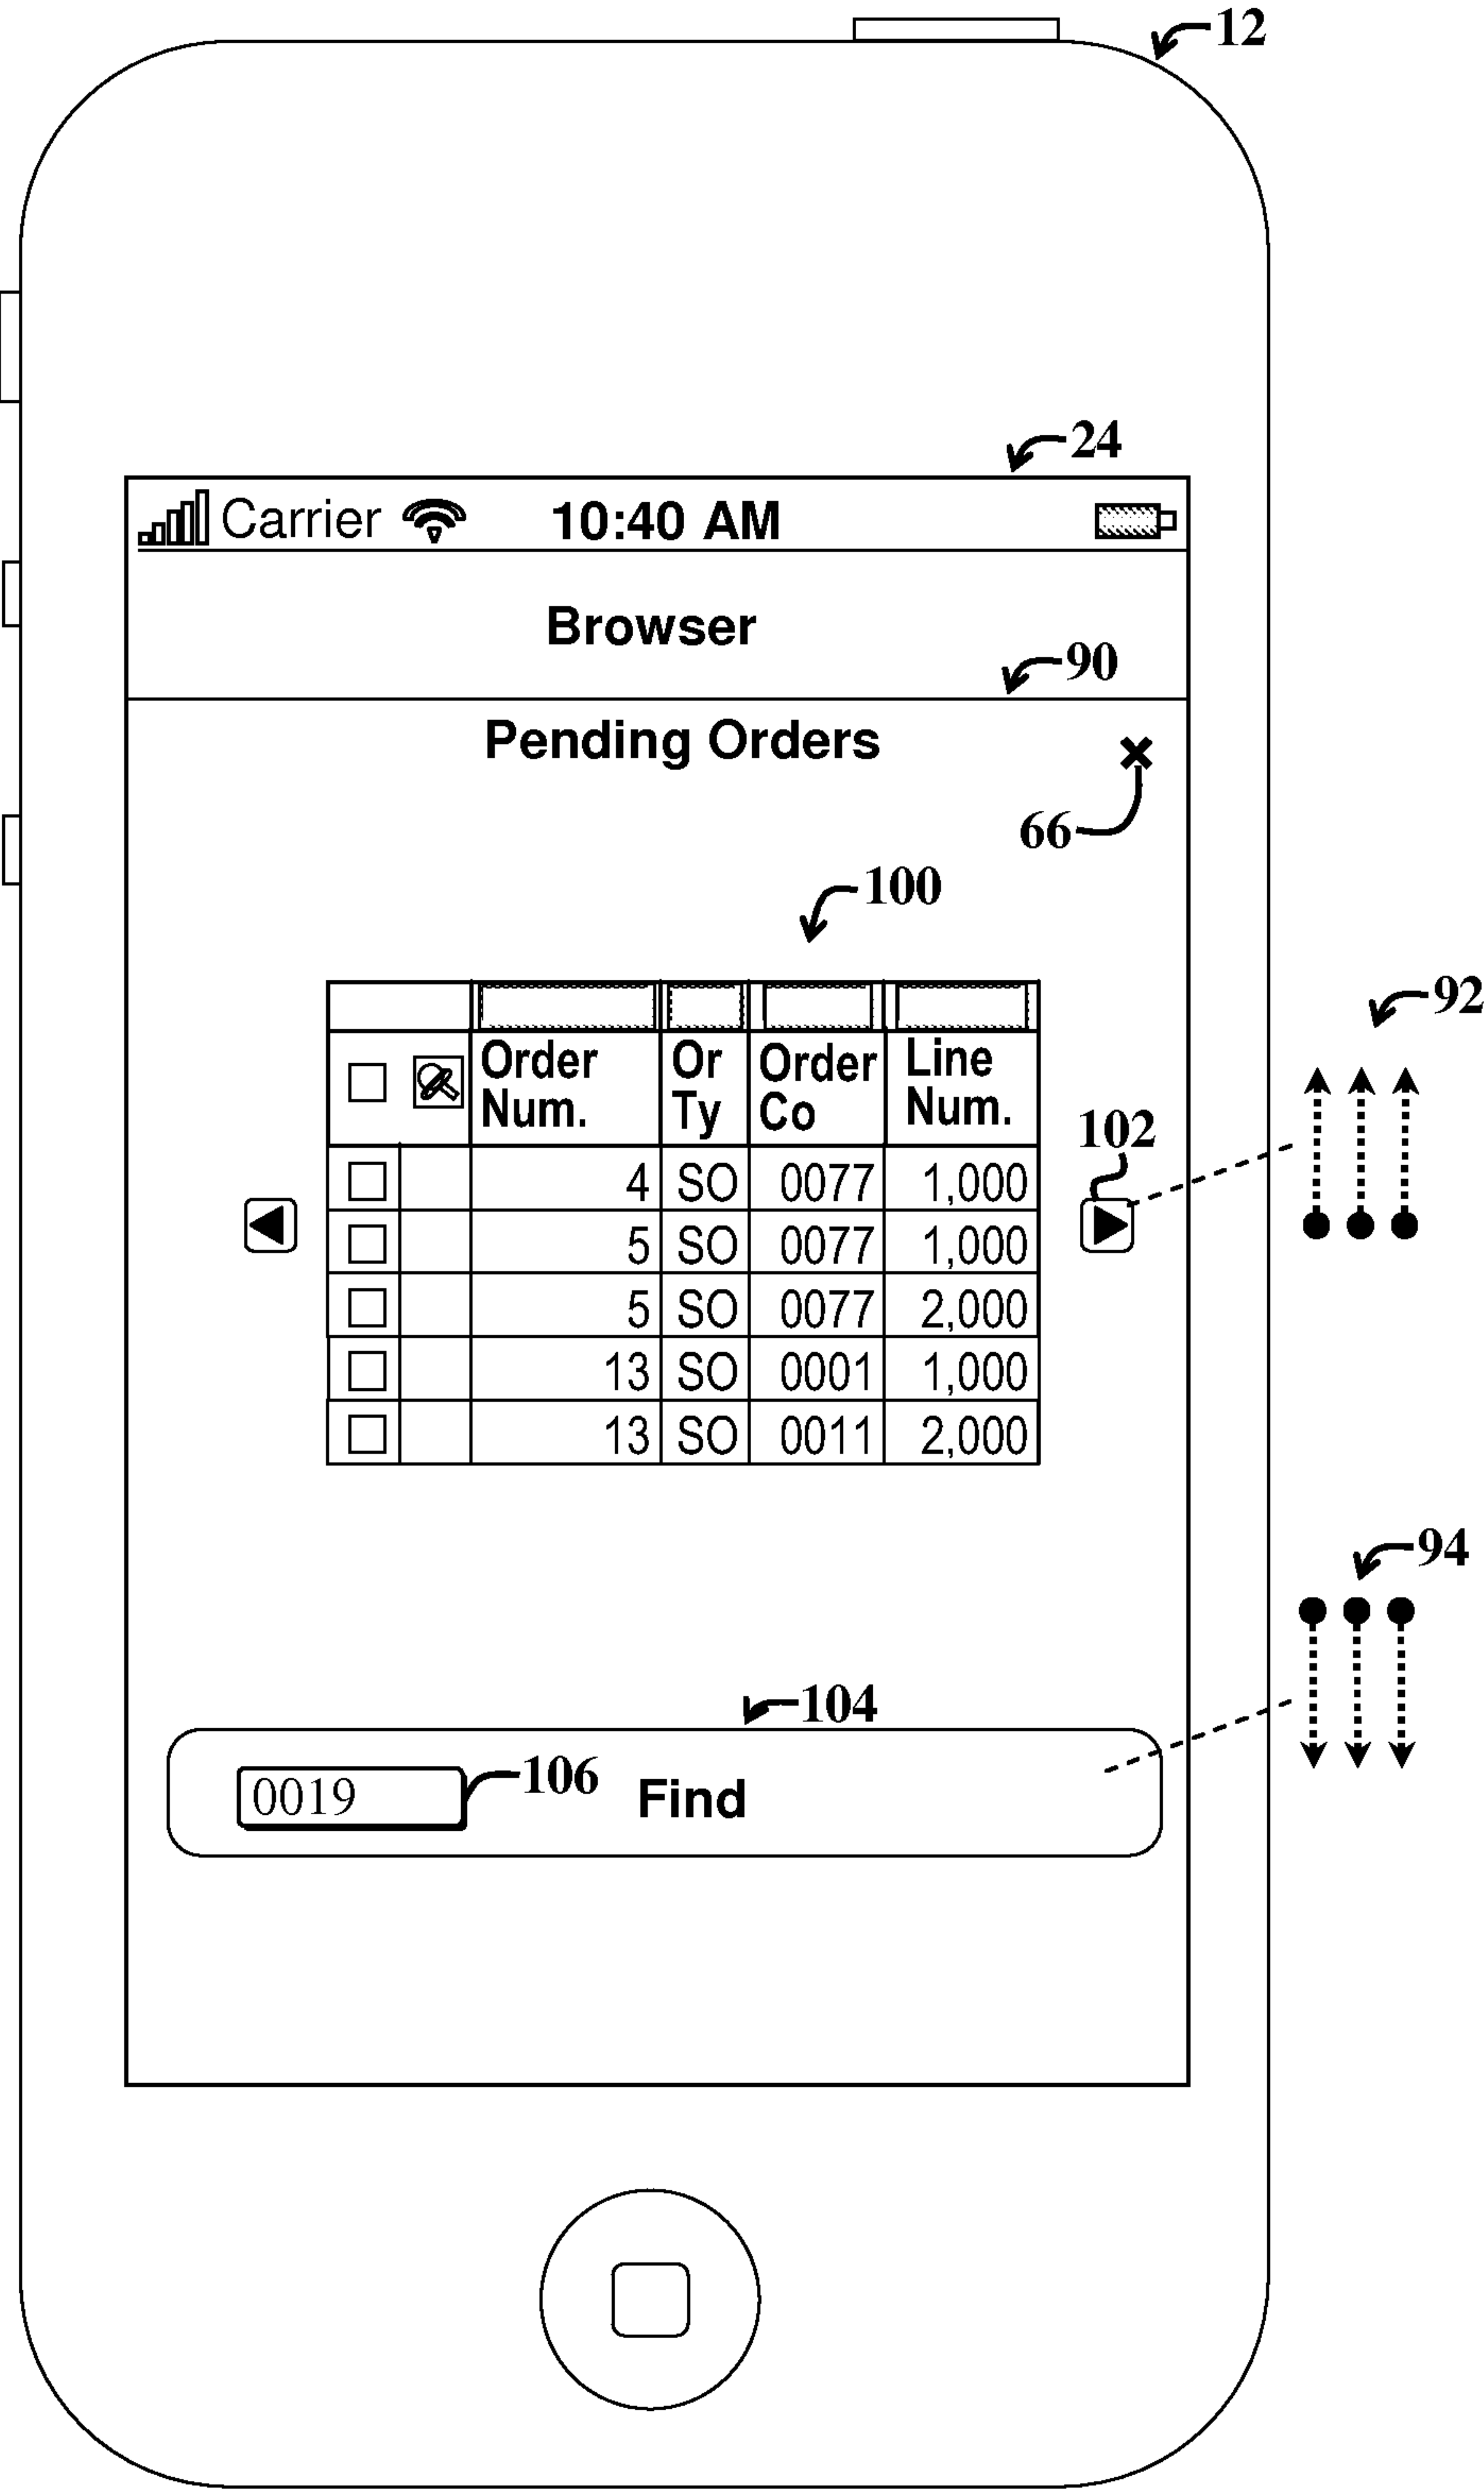 12
24
Carrier 10:40 AM
Browser
90
Pending Orders
66
100
92
Order Num. Or Ty Order Co Line Num.
102
4 SO 0077 1,000
5 SO 0077 1,000
5 SO 0077 2,000
13 SO 0001 1,000
13 SO 0011 2,000
94
104
0019 106 Find